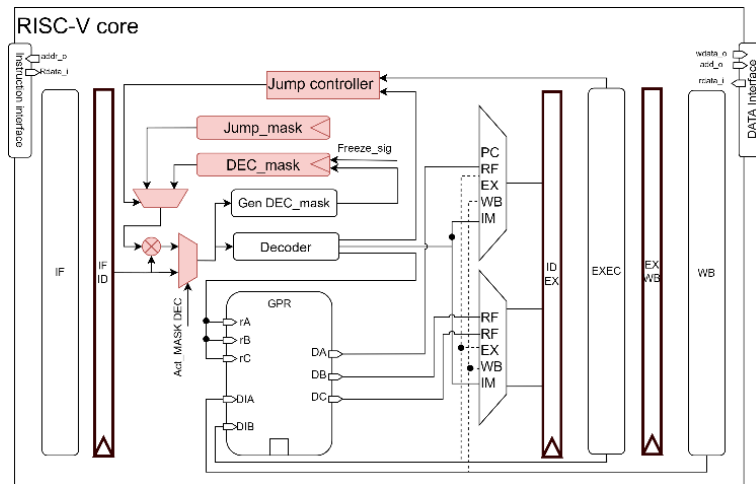 RISC-V core
Instruction interface
addr_o
Rdata_i
wdata_o
add_o
rdata_i
DATA Interface
Jump controller
Jump_mask
DEC_mask
Freeze_sig
Gen DEC_mask
Decoder
Act_MASK DEC
IF
IF
ID
GPR
rA
rB
rC
DIA
DIB
DA
DB
DC
PC
RF
EX
WB
IM
RF
RF
EX
WB
IM
ID
EX
EXEC
EX
WB
WB